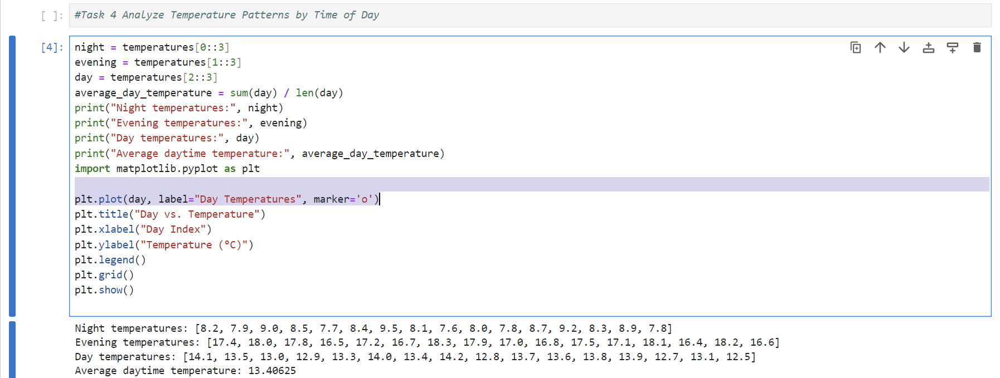 [ ]: #Task 4 Analyze Temperature Patterns by Time of Day
[4]: night = temperatures[0::3]
evening = temperatures[1::3]
day = temperatures[2::3]
average_day_temperature = sum(day) / len(day)
print("Night temperatures:", night)
print("Evening temperatures:", evening)
print("Day temperatures:", day)
print("Average daytime temperature:", average_day_temperature)
import matplotlib.pyplot as plt
plt.plot(day, label="Day Temperatures", marker='o')
plt.title("Day vs. Temperature")
plt.xlabel("Day Index")
plt.ylabel("Temperature (°C)")
plt.legend()
plt.grid()
plt.show()
Night temperatures: [8.2, 7.9, 9.0, 8.5, 7.7, 8.4, 9.5, 8.1, 7.6, 8.0, 7.8, 8.7, 9.2, 8.3, 8.9, 7.8]
Evening temperatures: [17.4, 18.0, 17.8, 16.5, 17.2, 16.7, 18.3, 17.9, 17.0, 16.8, 17.5, 17.1, 18.1, 16.4, 18.2, 16.6]
Day temperatures: [14.1, 13.5, 13.0, 12.9, 13.3, 14.0, 13.4, 14.2, 12.8, 13.7, 13.6, 13.8, 13.9, 12.7, 13.1, 12.5]
Average daytime temperature: 13.40625